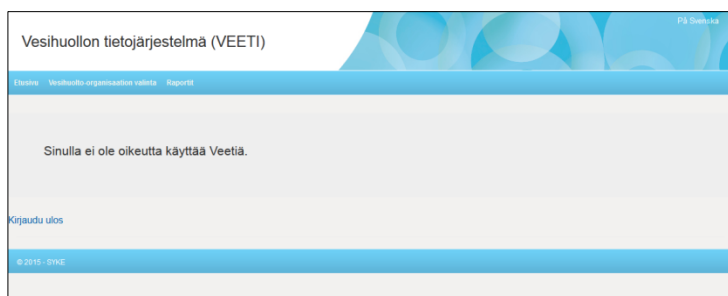 På Svenska
Vesihuollon tietojärjestelmä (VEETI)
Etusivu Vesihuolto-organisaation valinta Raportit
Sinulla ei ole oikeutta käyttää Veetiä.
Kirjaudu ulos
© 2015 - SYKE